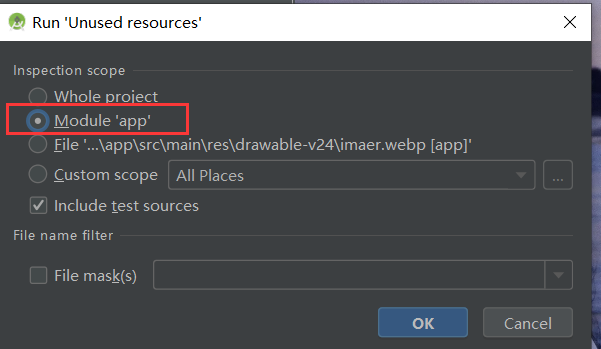 Run 'Unused resources'
Inspection scope
Whole project
Module 'app'
File '...\app\src\main\res\drawable-v24\imaer.webp [app]'
Custom scope All Places ...
Include test sources
File name filter
File mask(s)
OK Cancel